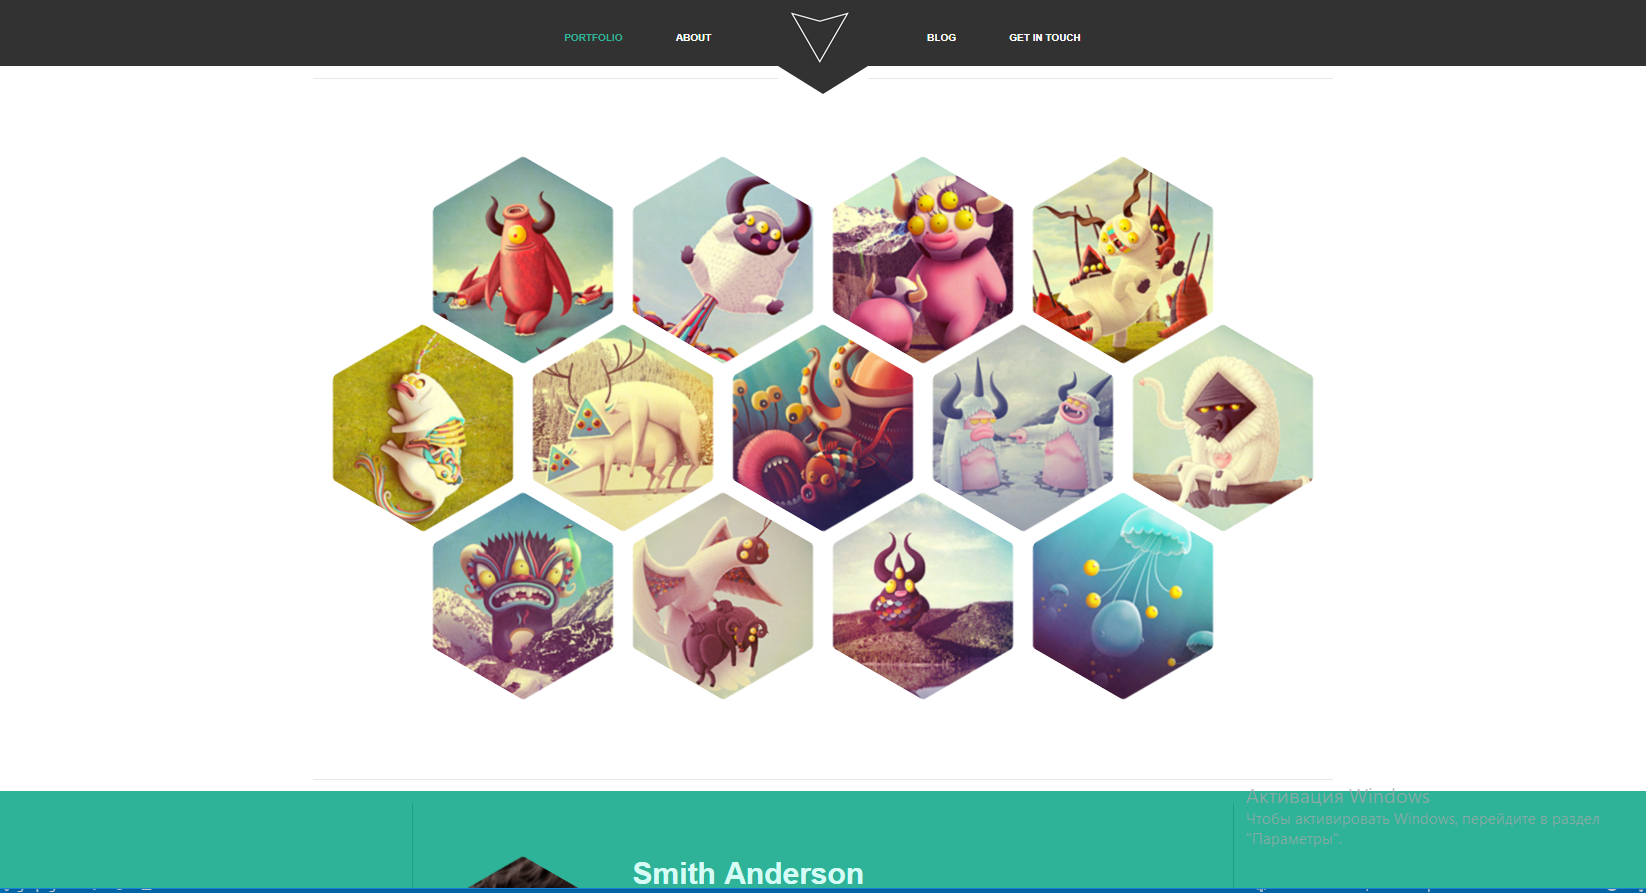 PORTFOLIO
ABOUT
BLOG
GET IN TOUCH
Активация Windows
Чтобы активировать Windows, перейдите в раздел
"Параметры".
Smith Anderson